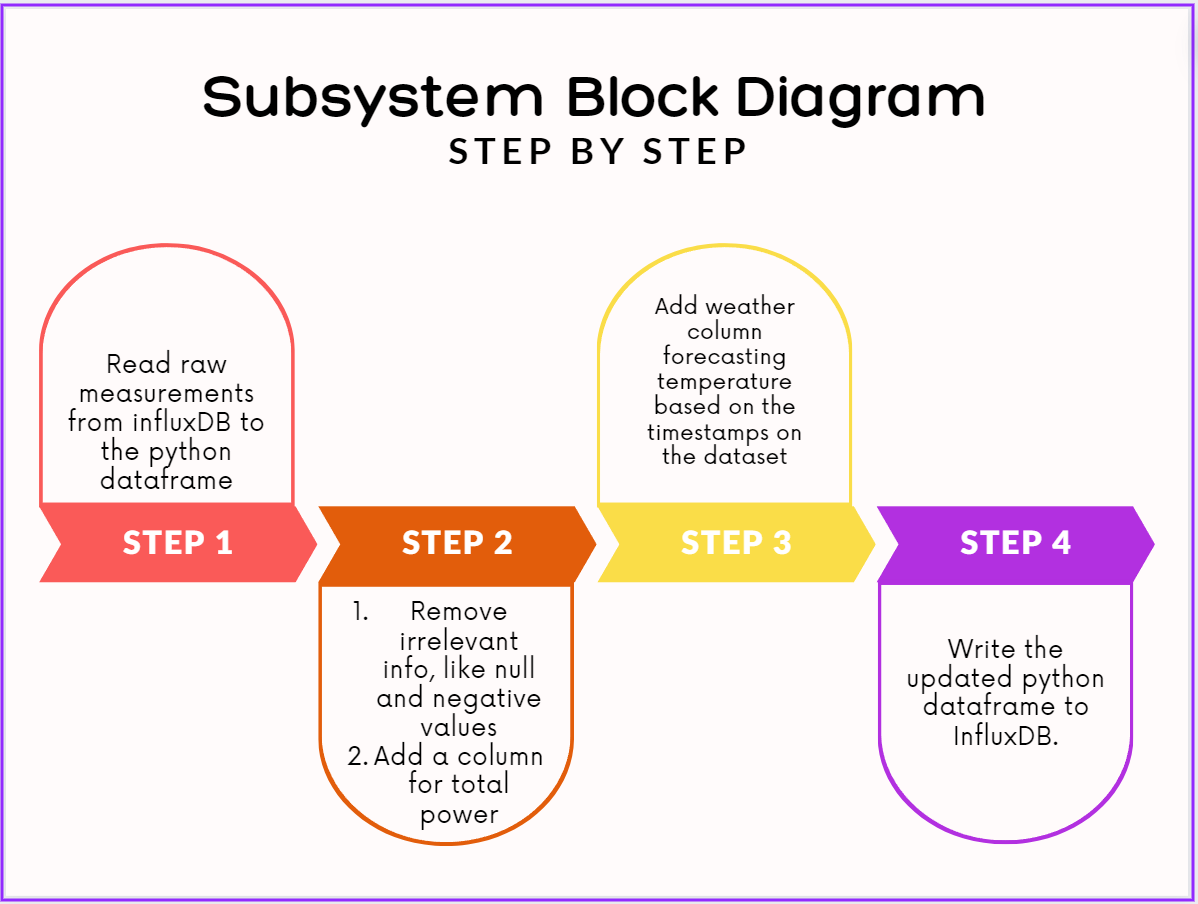 Subsystem Block Diagram
STEP BY STEP
Read raw
measurements
from influxDB to
the python
dataframe
STEP 1
STEP 2
1. Remove
irrelevant
info, like null
and negative
values
2. Add a column
for total
power
Add weather
column
forecasting
temperature
based on the
timestamps on
the dataset
STEP 3
STEP 4
Write the
updated python
dataframe to
InfluxDB.